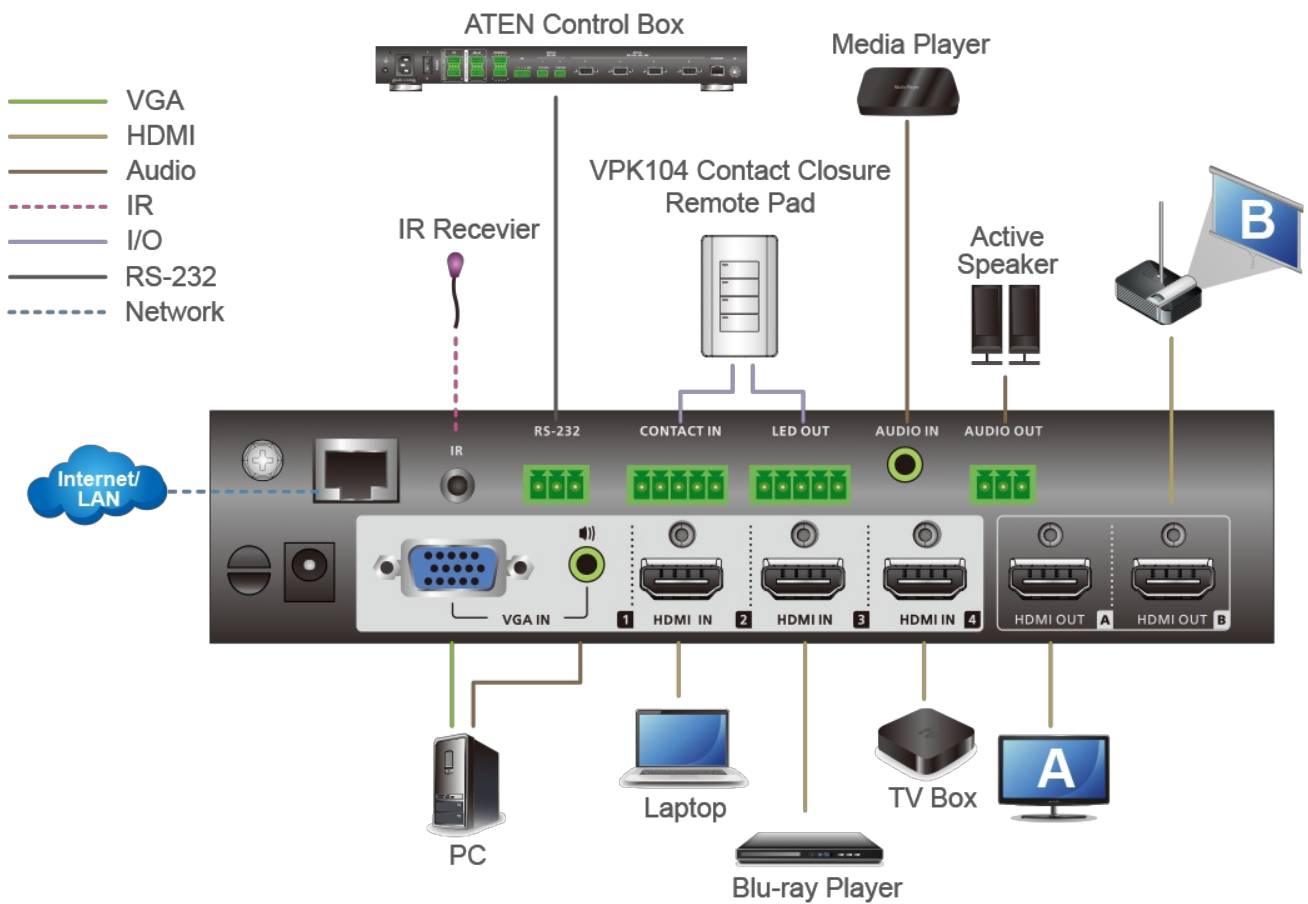 ATEN Control Box
Media Player
Media Player
VGA
HDMI
Audio
IR
I/O
RS-232
Network
IR Recevier
VPK104 Contact Closure
Remote Pad
Active
Speaker
B
RS-232
CONTACT IN
LED OUT
AUDIO IN
AUDIO OUT
IR
Internet/
LAN
VGA IN
1
HDMI IN
2
HDMI IN
3
HDMI IN
4
HDMI OUT
A
HDMI OUT
B
PC
Laptop
Blu-ray Player
TV Box
A